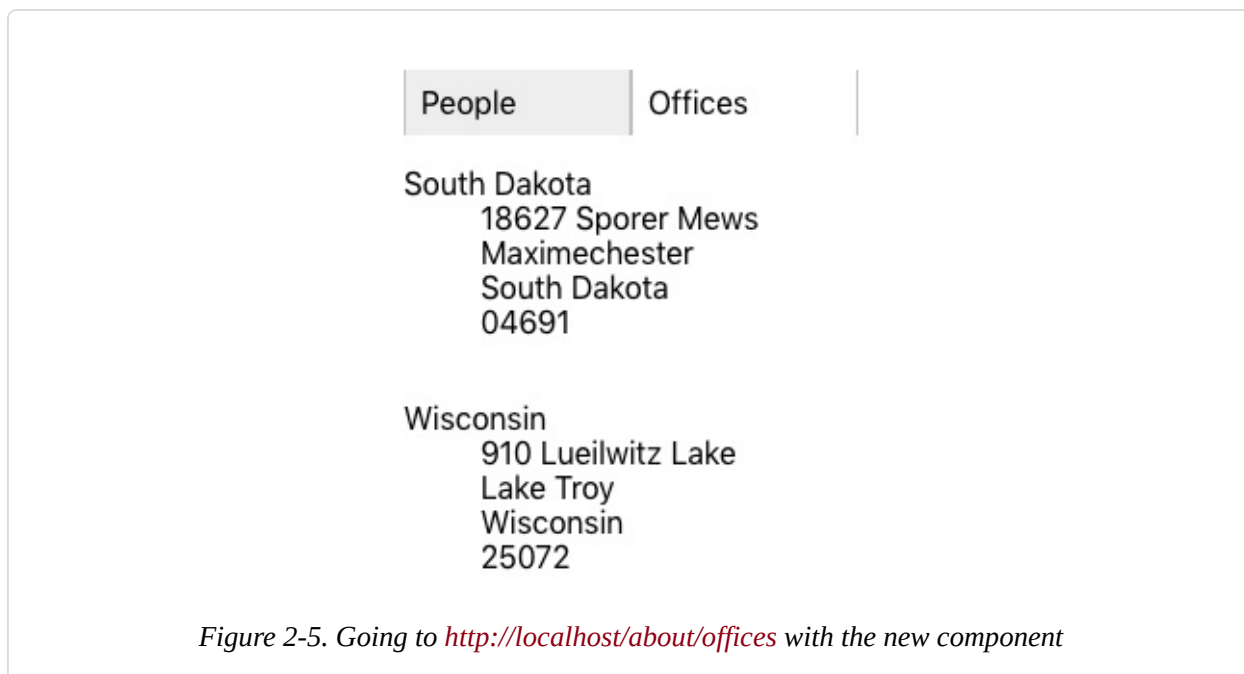 People Offices
South Dakota
18627 Sporer Mews
Maximechester
South Dakota
04691
Wisconsin
910 Lueilwitz Lake
Lake Troy
Wisconsin
25072
Figure 2-5. Going to http://localhost/about/offices with the new component